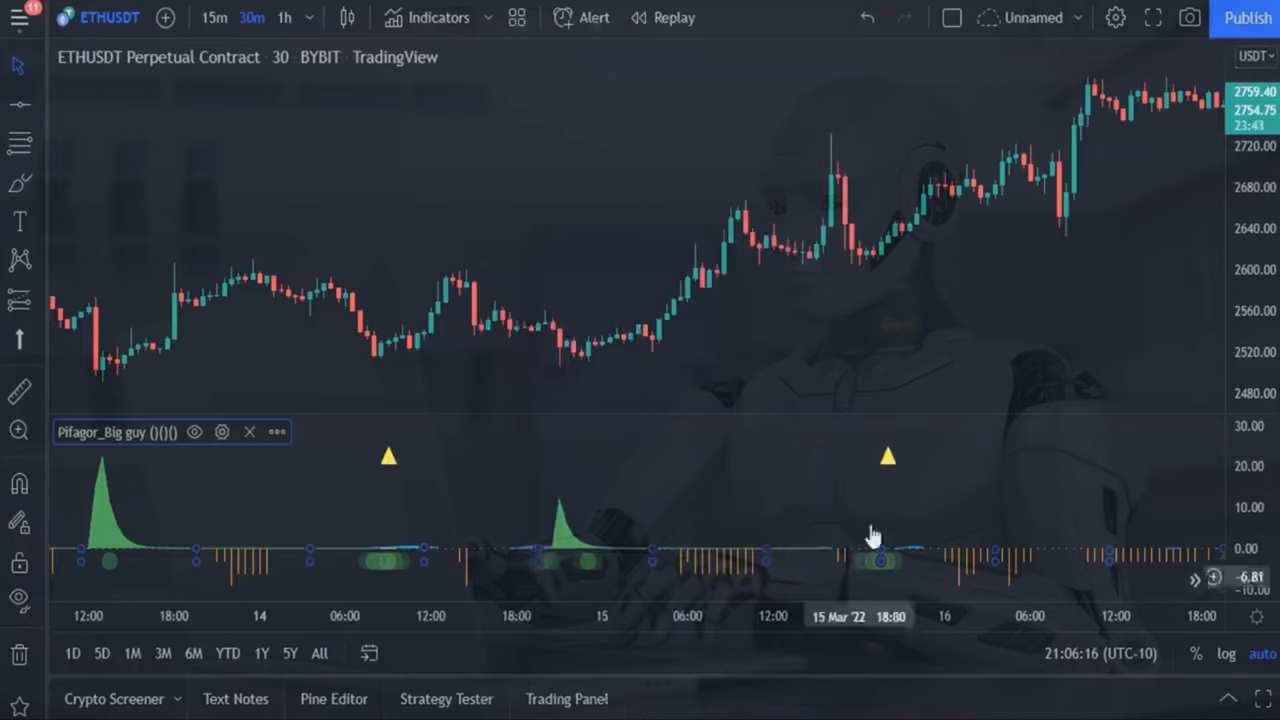 11
ETHUSDT 15m 30m 1h Indicators Alert Replay Unnamed Publish
ETHUSDT Perpetual Contract · 30 · BYBIT · TradingView
USDT
2759.40
2754.75
23:43
2720.00
2680.00
2640.00
2600.00
2560.00
2520.00
2480.00
Pifagor_Big guy ()()()
30.00
20.00
10.00
0.00
-6.81
-10.00
12:00 18:00 14 06:00 12:00 18:00 15 06:00 12:00 15 Mar '22 18:00 16 06:00 12:00 18:00
1D 5D 1M 3M 6M YTD 1Y 5Y All 21:06:16 (UTC-10) % log auto
Crypto Screener Text Notes Pine Editor Strategy Tester Trading Panel